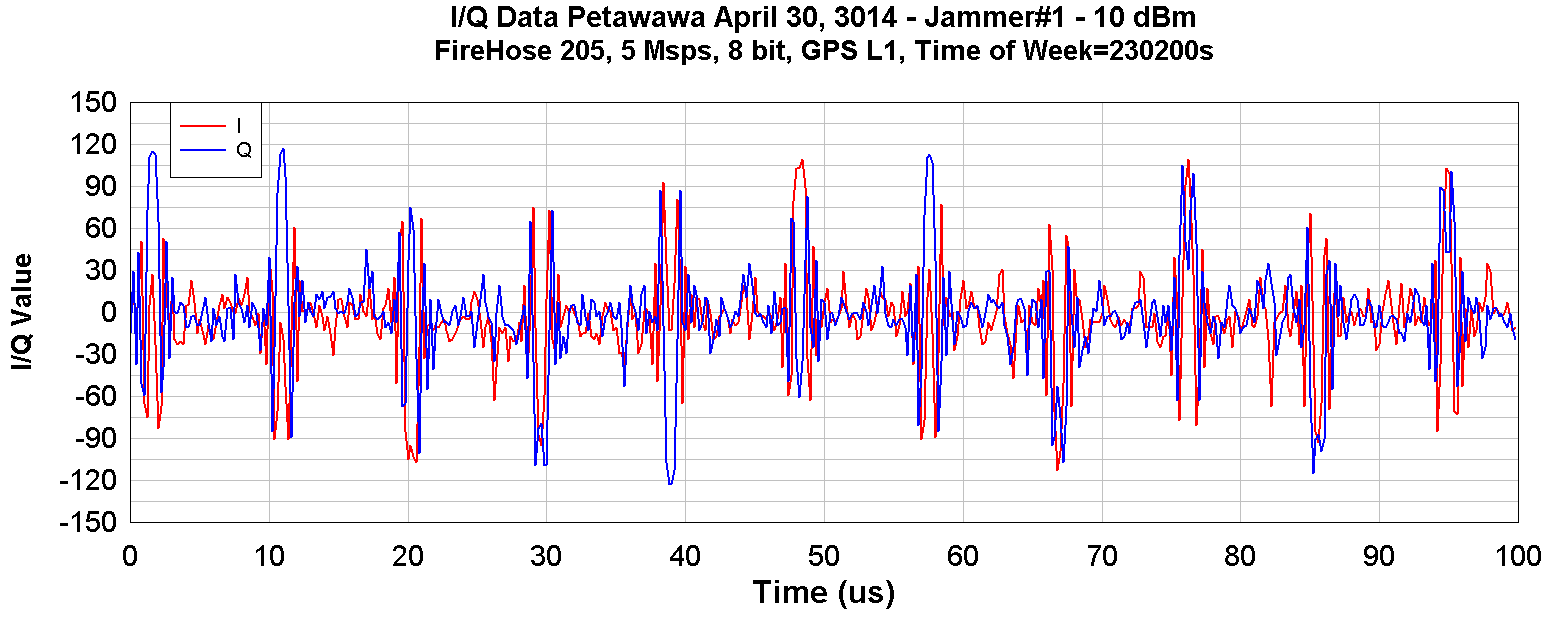 I/Q Data Petawawa April 30, 3014 - Jammer#1 - 10 dBm
FireHose 205, 5 Msps, 8 bit, GPS L1, Time of Week=230200s
I
Q
I/Q Value
150
120
90
60
30
0
-30
-60
-90
-120
-150
0 10 20 30 40 50 60 70 80 90 100
Time (us)